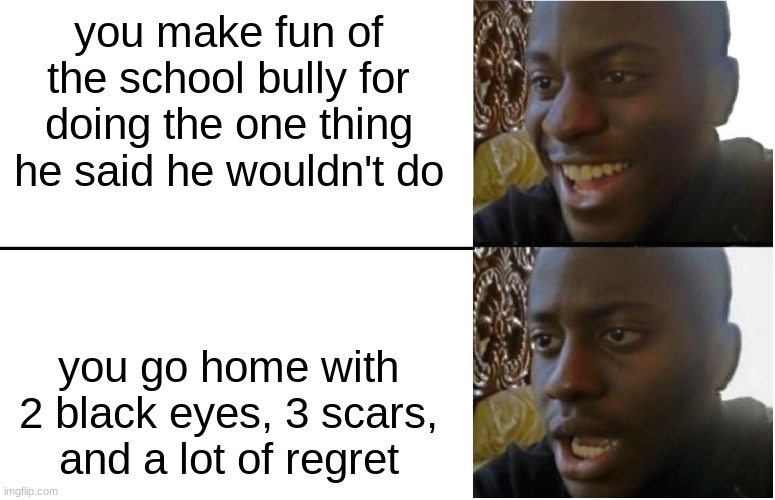 you make fun of
the school bully for
doing the one thing
he said he wouldn't do
you go home with
2 black eyes, 3 scars,
and a lot of regret
imgflip.com